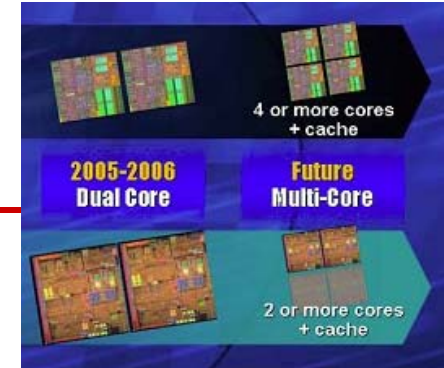 4 or more cores
+ cache
2005-2006
Dual Core
Future
Multi-Core
2 or more cores
+ cache